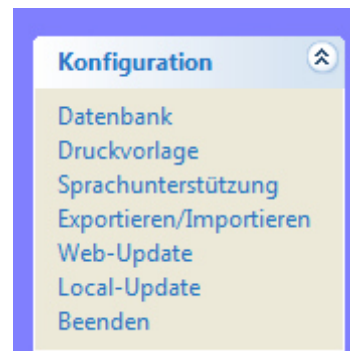 Konfiguration
Datenbank
Druckvorlage
Sprachunterstützung
Exportieren/Importieren
Web-Update
Local-Update
Beenden